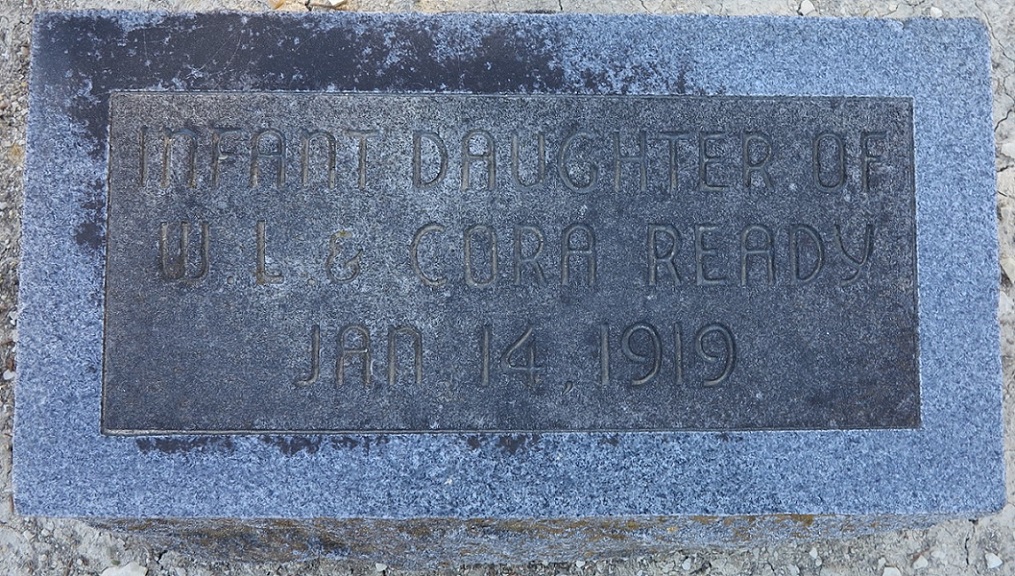 INFANT DAUGHTER OF
W. L. & CORA READY
JAN. 14, 1919